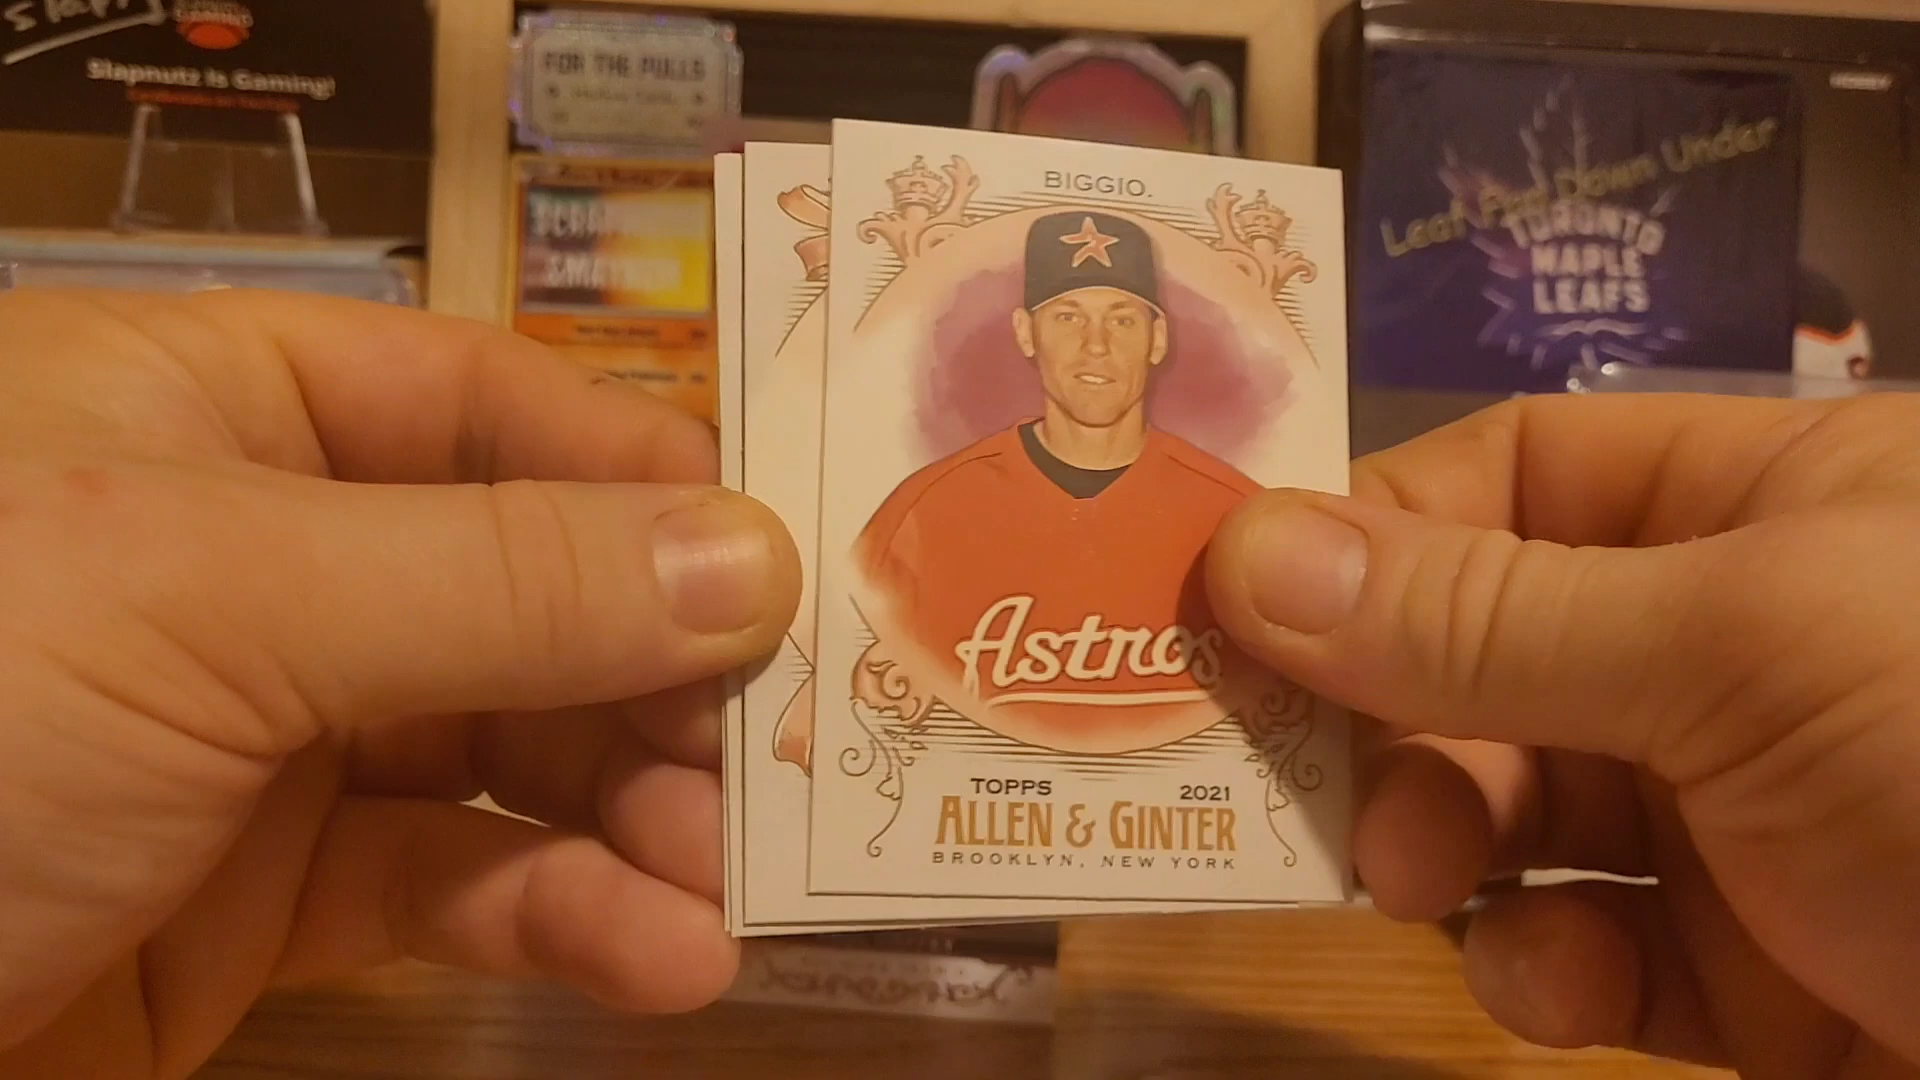 Slapnutz is Gaming!
FOR THE PULLS
Leaf Fan Down Under
TORONTO
MAPLE
LEAFS
HOBBY
BIGGIO.
Astros
TOPPS 2021
ALLEN & GINTER
BROOKLYN, NEW YORK